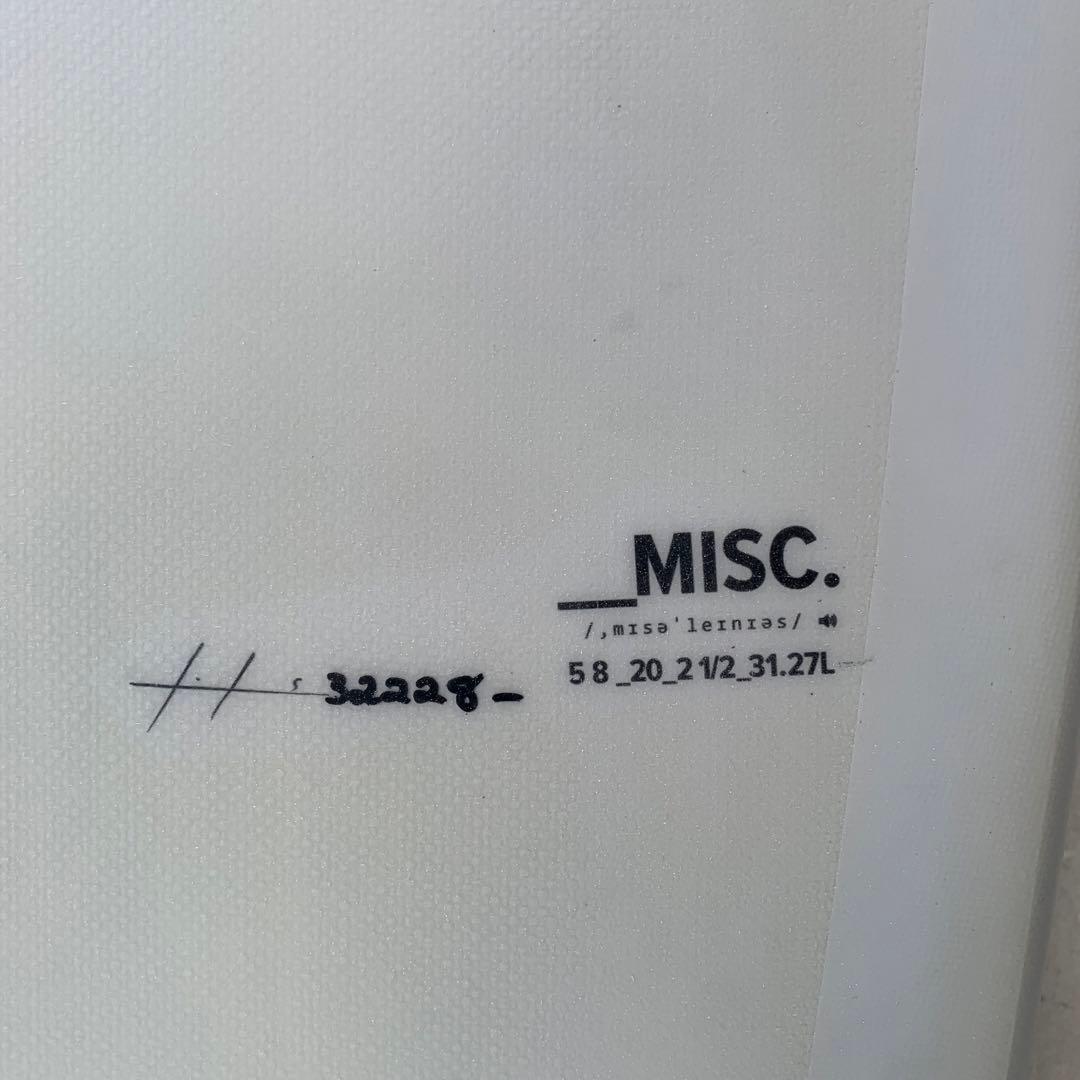 __MISC.
/ˌmɪsəˈleɪnɪəs/
58_20_2 1/2_31.27L
32228-